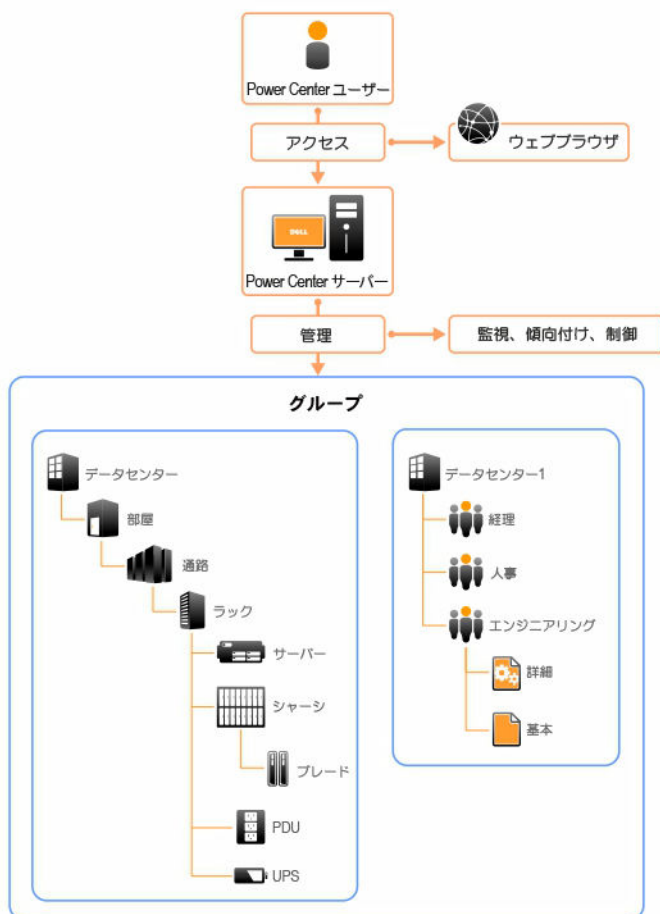 Power Center ユーザー
アクセス
ウェブブラウザ
DELL
Power Center サーバー
管理
監視、傾向付け、制御
グループ
データセンター
部屋
通路
ラック
サーバー
シャーシ
ブレード
PDU
UPS
データセンター1
経理
人事
エンジニアリング
詳細
基本